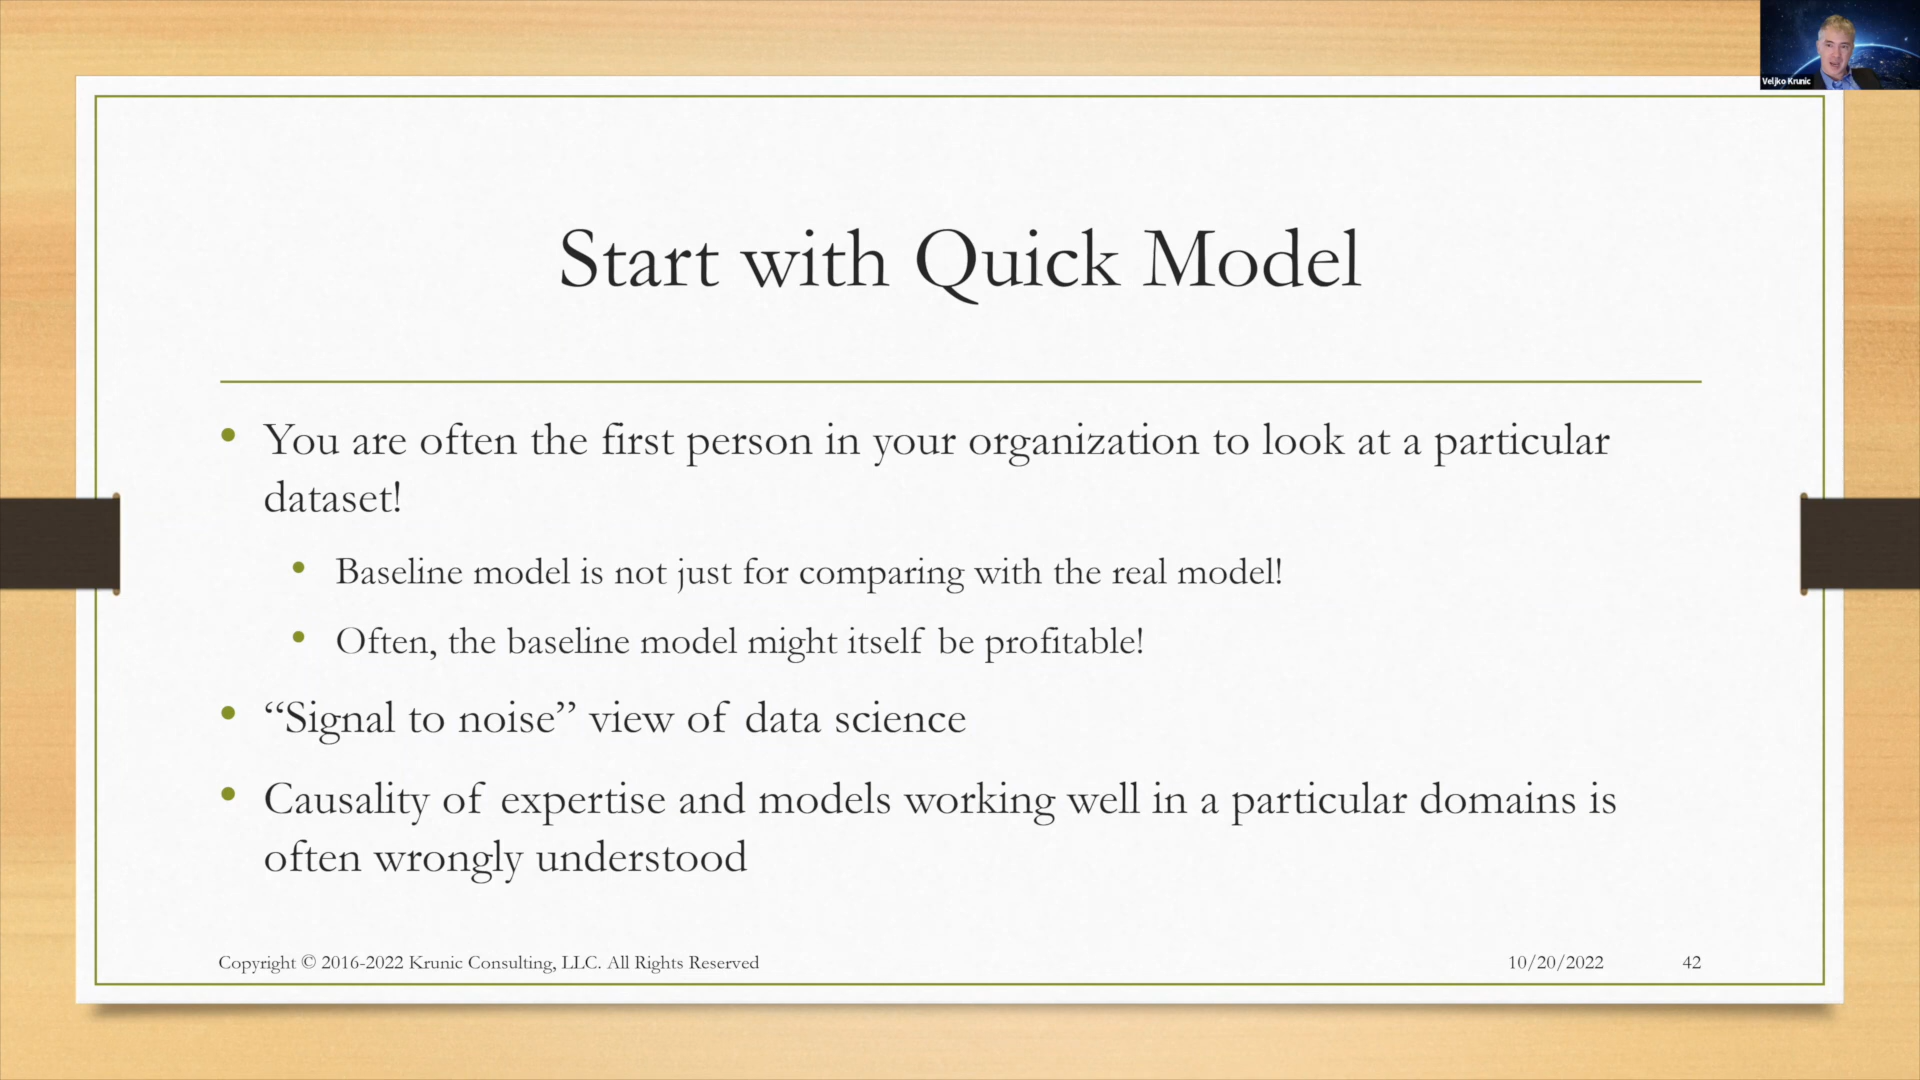 Veljko Krunic
Start with Quick Model
• You are often the first person in your organization to look at a particular
dataset!
• Baseline model is not just for comparing with the real model!
• Often, the baseline model might itself be profitable!
• “Signal to noise” view of data science
• Causality of expertise and models working well in a particular domains is
often wrongly understood
Copyright © 2016-2022 Krunic Consulting, LLC. All Rights Reserved 10/20/2022 42